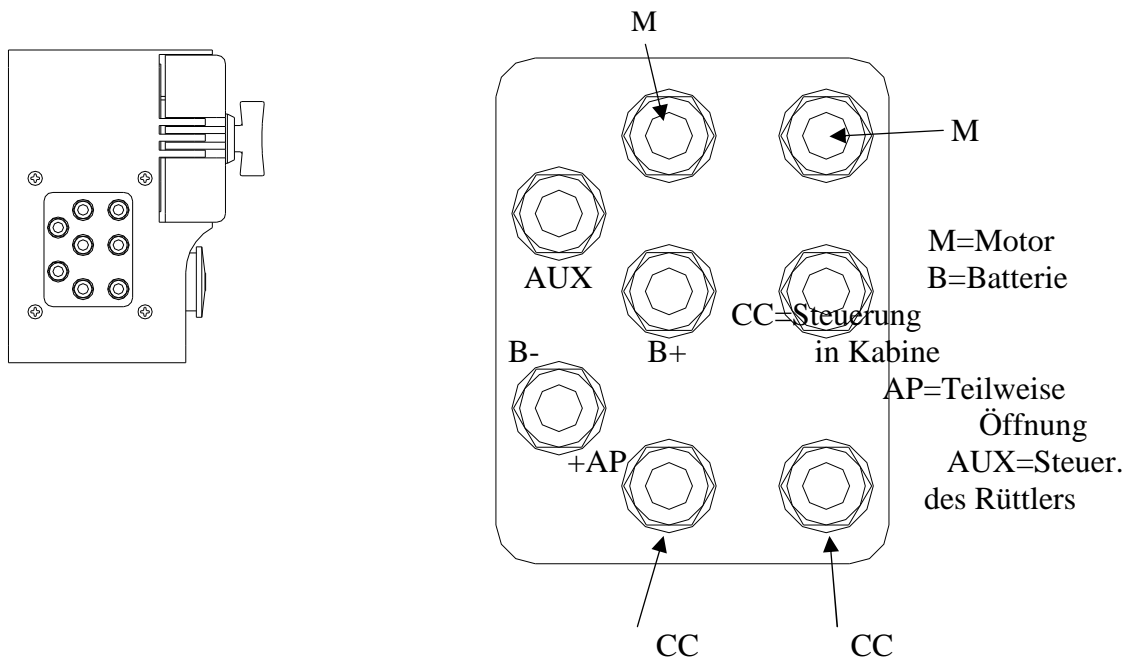 M
M
AUX
M=Motor
B=Batterie
CC=Steuerung
in Kabine
B-
B+
AP=Teilweise
Öffnung
+AP
AUX=Steuer.
des Rüttlers
CC
CC